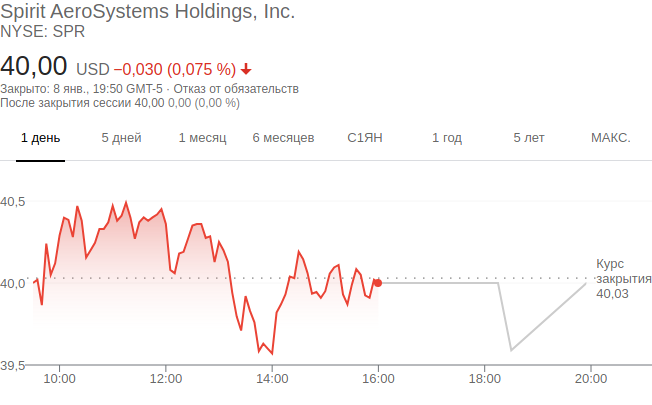 Spirit AeroSystems Holdings, Inc.
NYSE: SPR
40,00 USD −0,030 (0,075 %)
Закрыто: 8 янв., 19:50 GMT-5 · Отказ от обязательств
После закрытия сессии 40,00 0,00 (0,00 %)
1 день 5 дней 1 месяц 6 месяцев С1ЯН 1 год 5 лет МАКС.
40,5
40,0
39,5
Курс
закрытия
40,03
10:00 12:00 14:00 16:00 18:00 20:00